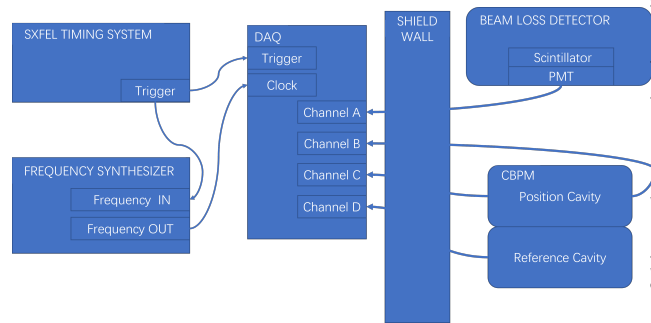 SXFEL TIMING SYSTEM
Trigger
FREQUENCY SYNTHESIZER
Frequency IN
Frequency OUT
DAQ
Trigger
Clock
Channel A
Channel B
Channel C
Channel D
SHIELD
WALL
BEAM LOSS DETECTOR
Scintillator
PMT
CBPM
Position Cavity
Reference Cavity